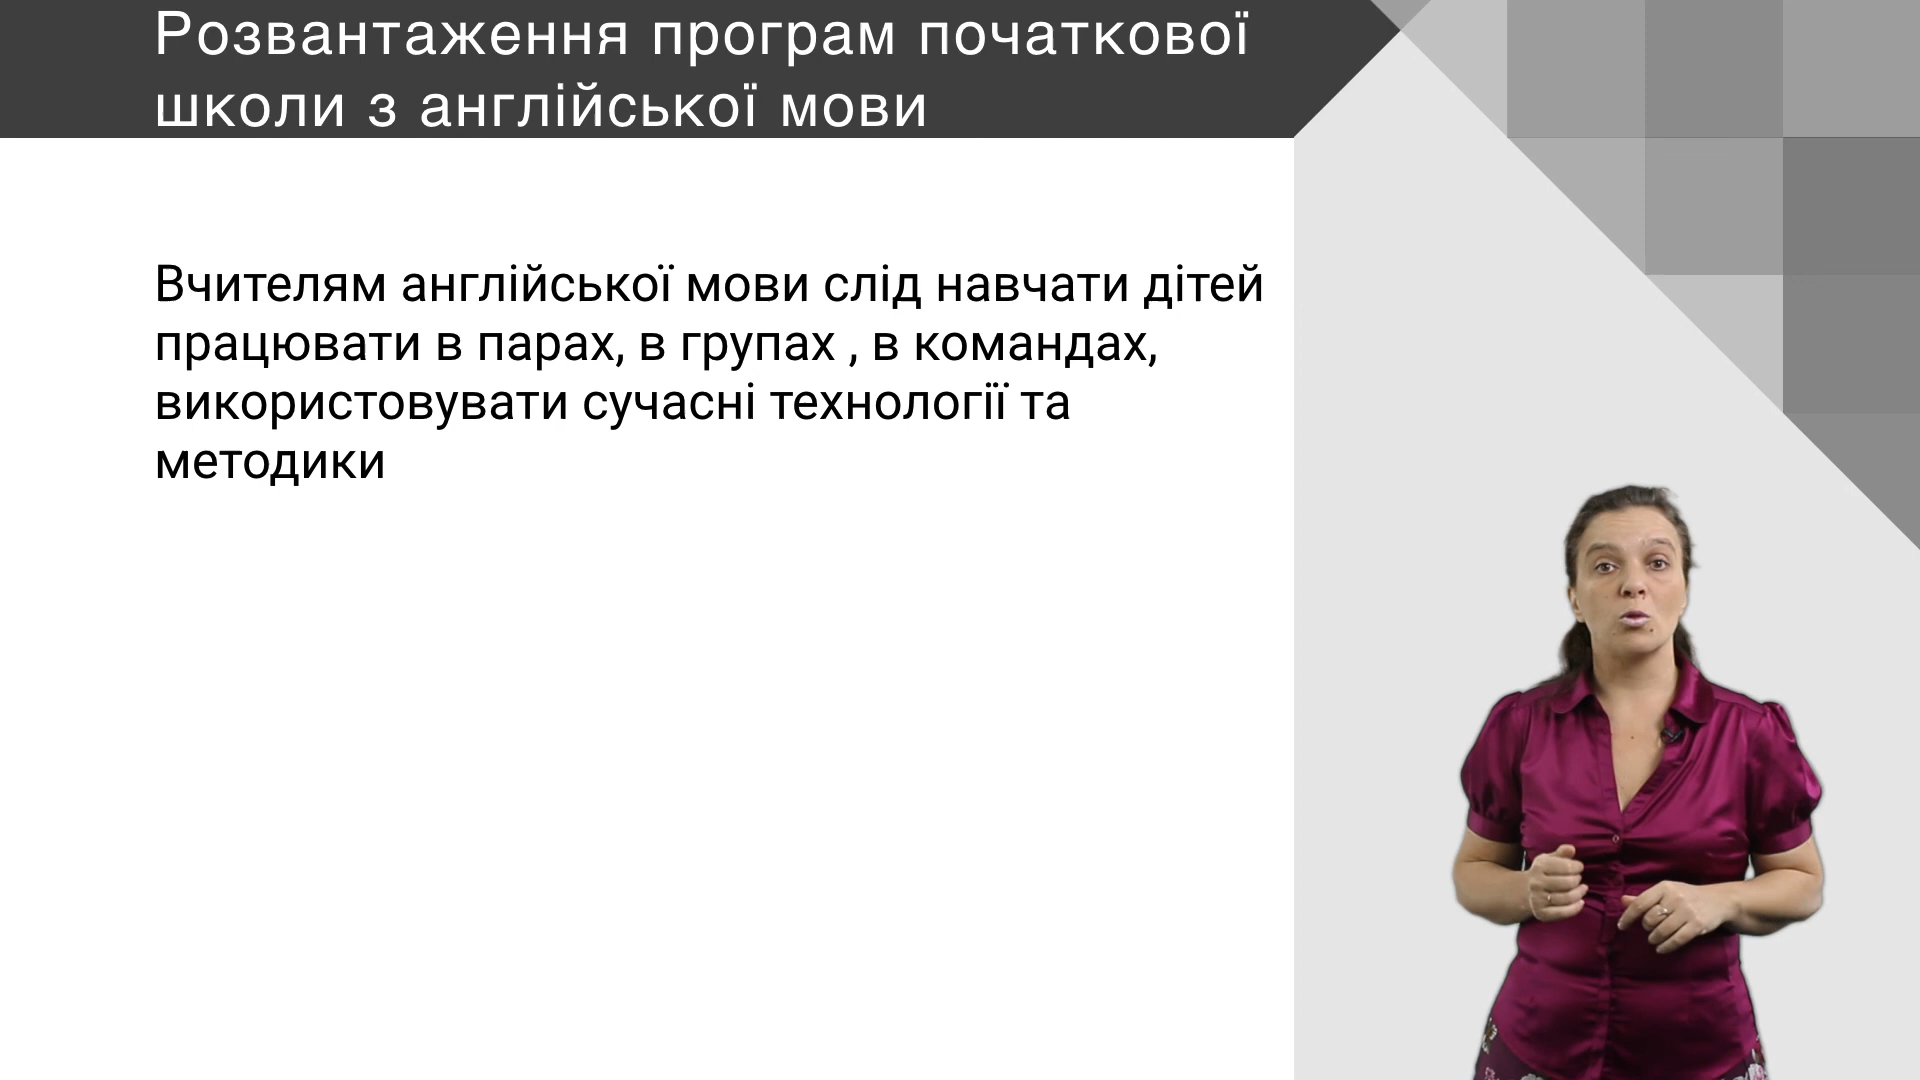 Розвантаження програм початкової
школи з англійської мови
Вчителям англійської мови слід навчати дітей
працювати в парах, в групах , в командах,
використовувати сучасні технології та
методики